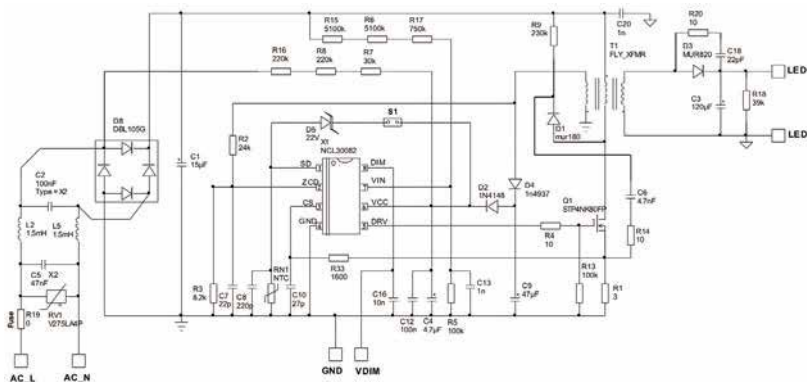 R15
5100k
R6
5100k
R17
750k
R16
220k
R8
220k
R7
30k
R9
230k
C20
1n
T1
FLY_XFMR
R20
10
D3
MUR820
C18
22pF
LED
C3
120µF
R18
39k
LED
D8
DBL105G
C1
15µF
R2
24k
D5
22V
S1
X1
NCL30082
SD
ZCD
CS
GND
DIM
VIN
VCC
DRV
D1
mur180
D2
1N4148
D4
1n4937
Q1
STP4NK80FP
C6
4.7nF
R14
10
R4
10
R13
100k
R1
3
C2
100nF
Type = X2
L2
1.5mH
L5
1.5mH
C5
47nF
X2
Fuse
R19
0
RV1
V275LA4P
R3
8.2k
C7
22p
C8
220p
RN1
NTC
C10
27p
R33
1600
C16
10n
C12
100n
C4
4.7µF
R5
100k
C13
1n
C9
47µF
AC_L
AC_N
GND
VDIM